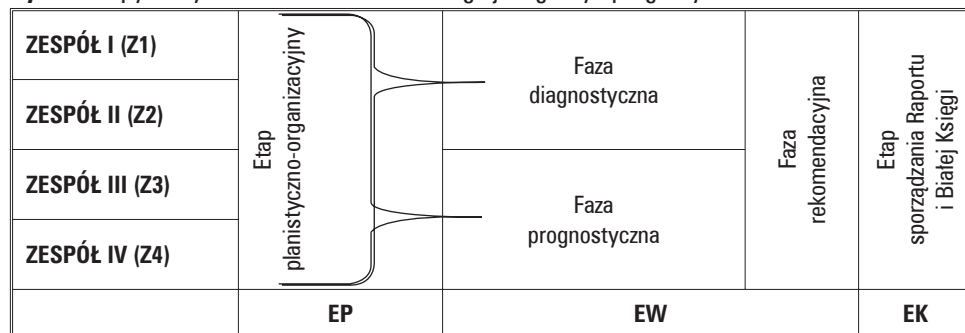 ZESPÓŁ I (Z1)
ZESPÓŁ II (Z2)
ZESPÓŁ III (Z3)
ZESPÓŁ IV (Z4)
Etap
planistyczno-organizacyjny
Faza
diagnostyczna
Faza
prognostyczna
Faza
rekomendacyjna
Etap
sporządzania Raportu
i Białej Księgi
EP
EW
EK